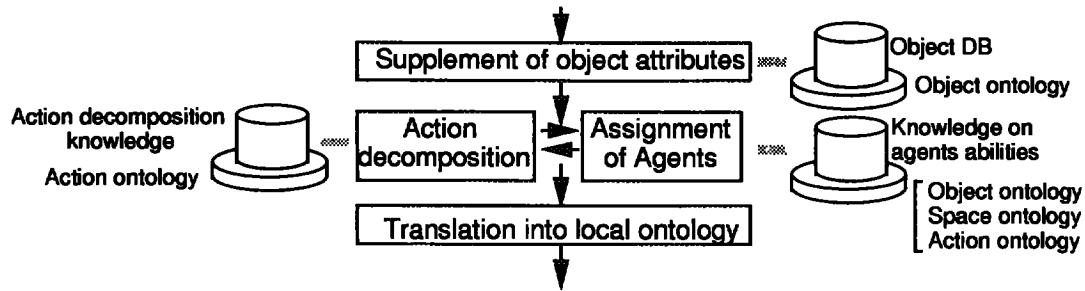 Supplement of object attributes
Object DB
Object ontology
Action decomposition
knowledge
Action ontology
Action
decomposition
Assignment
of Agents
Knowledge on
agents abilities
Object ontology
Space ontology
Action ontology
Translation into local ontology